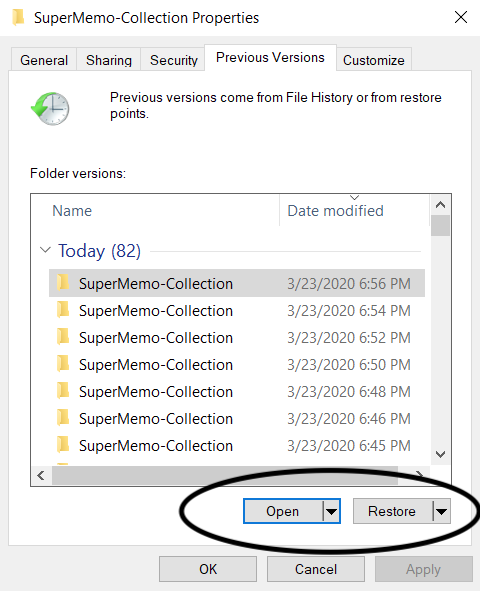 SuperMemo-Collection Properties
General Sharing Security Previous Versions Customize
Previous versions come from File History or from restore
points.
Folder versions:
Name Date modified
Today (82)
SuperMemo-Collection 3/23/2020 6:56 PM
SuperMemo-Collection 3/23/2020 6:54 PM
SuperMemo-Collection 3/23/2020 6:52 PM
SuperMemo-Collection 3/23/2020 6:50 PM
SuperMemo-Collection 3/23/2020 6:48 PM
SuperMemo-Collection 3/23/2020 6:46 PM
SuperMemo-Collection 3/23/2020 6:45 PM
Open Restore
OK Cancel Apply